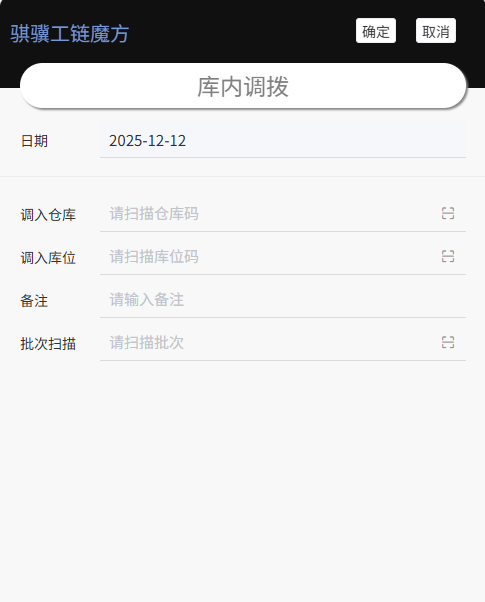 骐骥工链魔方
确定
取消
库内调拨
日期
2025-12-12
调入仓库
请扫描仓库码
调入库位
请扫描库位码
备注
请输入备注
批次扫描
请扫描批次